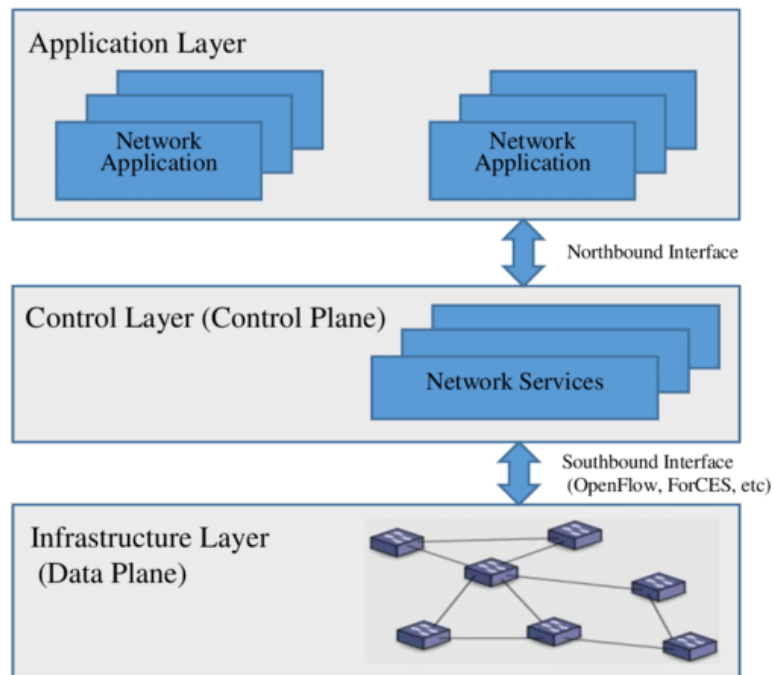 Application Layer
Network
Application
Network
Application
Northbound Interface
Control Layer (Control Plane)
Network Services
Southbound Interface
(OpenFlow, ForCES, etc)
Infrastructure Layer
(Data Plane)